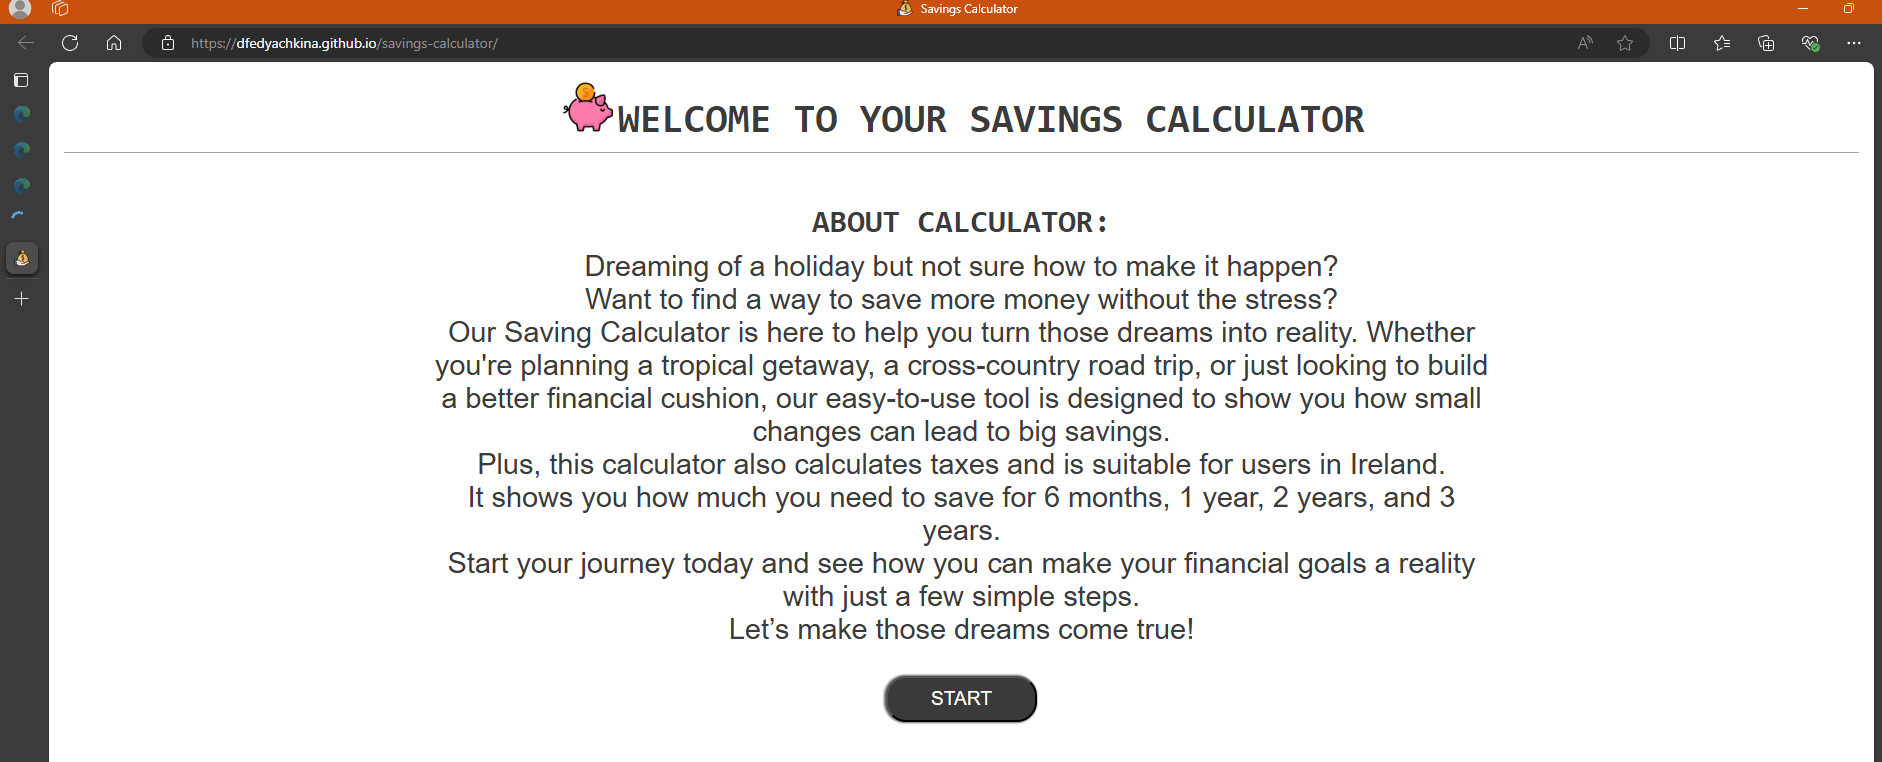 Savings Calculator
https://dfedyachkina.github.io/savings-calculator/
WELCOME TO YOUR SAVINGS CALCULATOR
ABOUT CALCULATOR:
Dreaming of a holiday but not sure how to make it happen?
Want to find a way to save more money without the stress?
Our Saving Calculator is here to help you turn those dreams into reality. Whether
you're planning a tropical getaway, a cross-country road trip, or just looking to build
a better financial cushion, our easy-to-use tool is designed to show you how small
changes can lead to big savings.
Plus, this calculator also calculates taxes and is suitable for users in Ireland.
It shows you how much you need to save for 6 months, 1 year, 2 years, and 3
years.
Start your journey today and see how you can make your financial goals a reality
with just a few simple steps.
Let’s make those dreams come true!
START